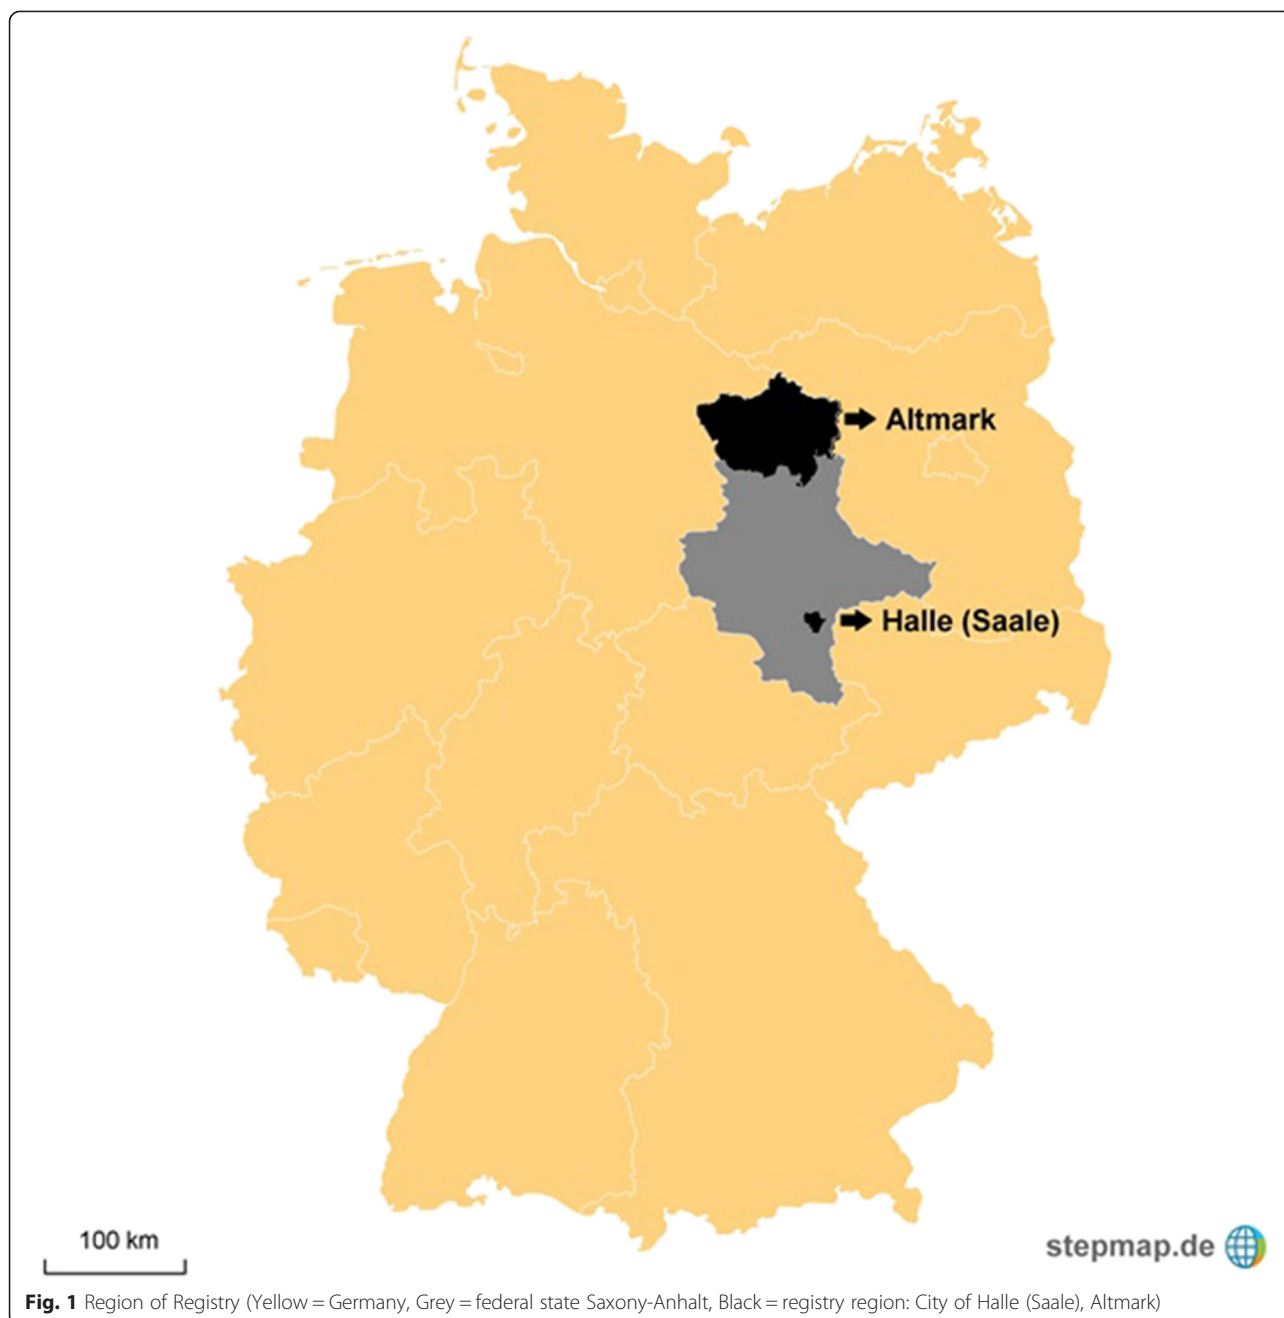 Altmark
Halle (Saale)
100 km
stepmap.de
Fig. 1 Region of Registry (Yellow = Germany, Grey = federal state Saxony-Anhalt, Black = registry region: City of Halle (Saale), Altmark)